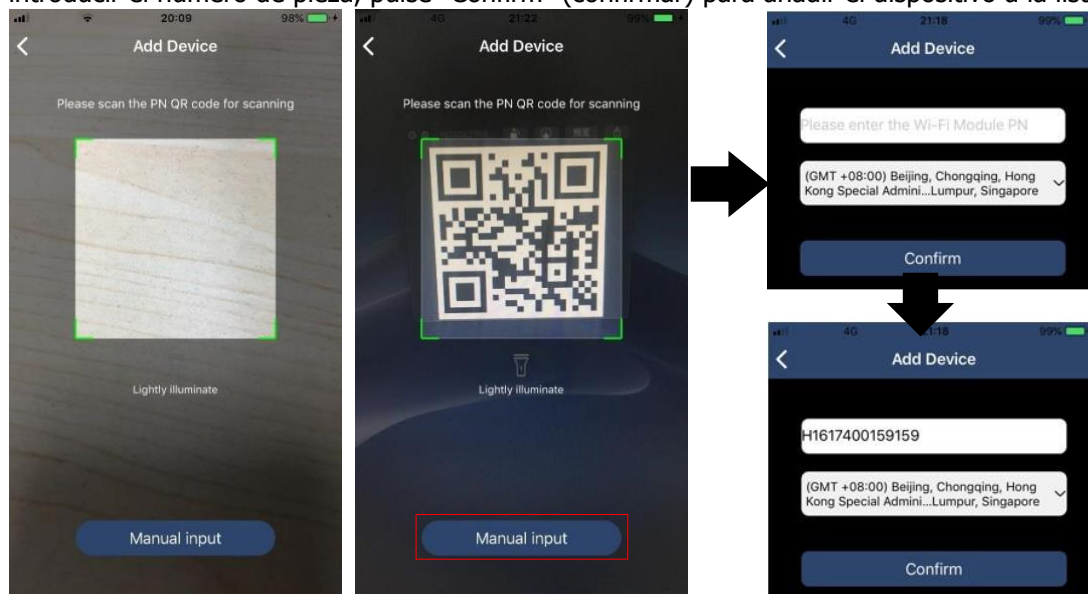 introducir el número de pieza, pulse "Confirm" (confirmar) para añadir el dispositivo a la
20:09
98%
Add Device
Please scan the PN QR code for scanning
Lightly illuminate
Manual input
4G
21:22
99%
Add Device
Please scan the PN QR code for scanning
Lightly illuminate
Manual input
4G
21:18
99%
Add Device
Please enter the Wi-Fi Module PN
(GMT +08:00) Beijing, Chongqing, Hong
Kong Special Admini...Lumpur, Singapore
Confirm
4G
21:18
99%
Add Device
H1617400159159
(GMT +08:00) Beijing, Chongqing, Hong
Kong Special Admini...Lumpur, Singapore
Confirm